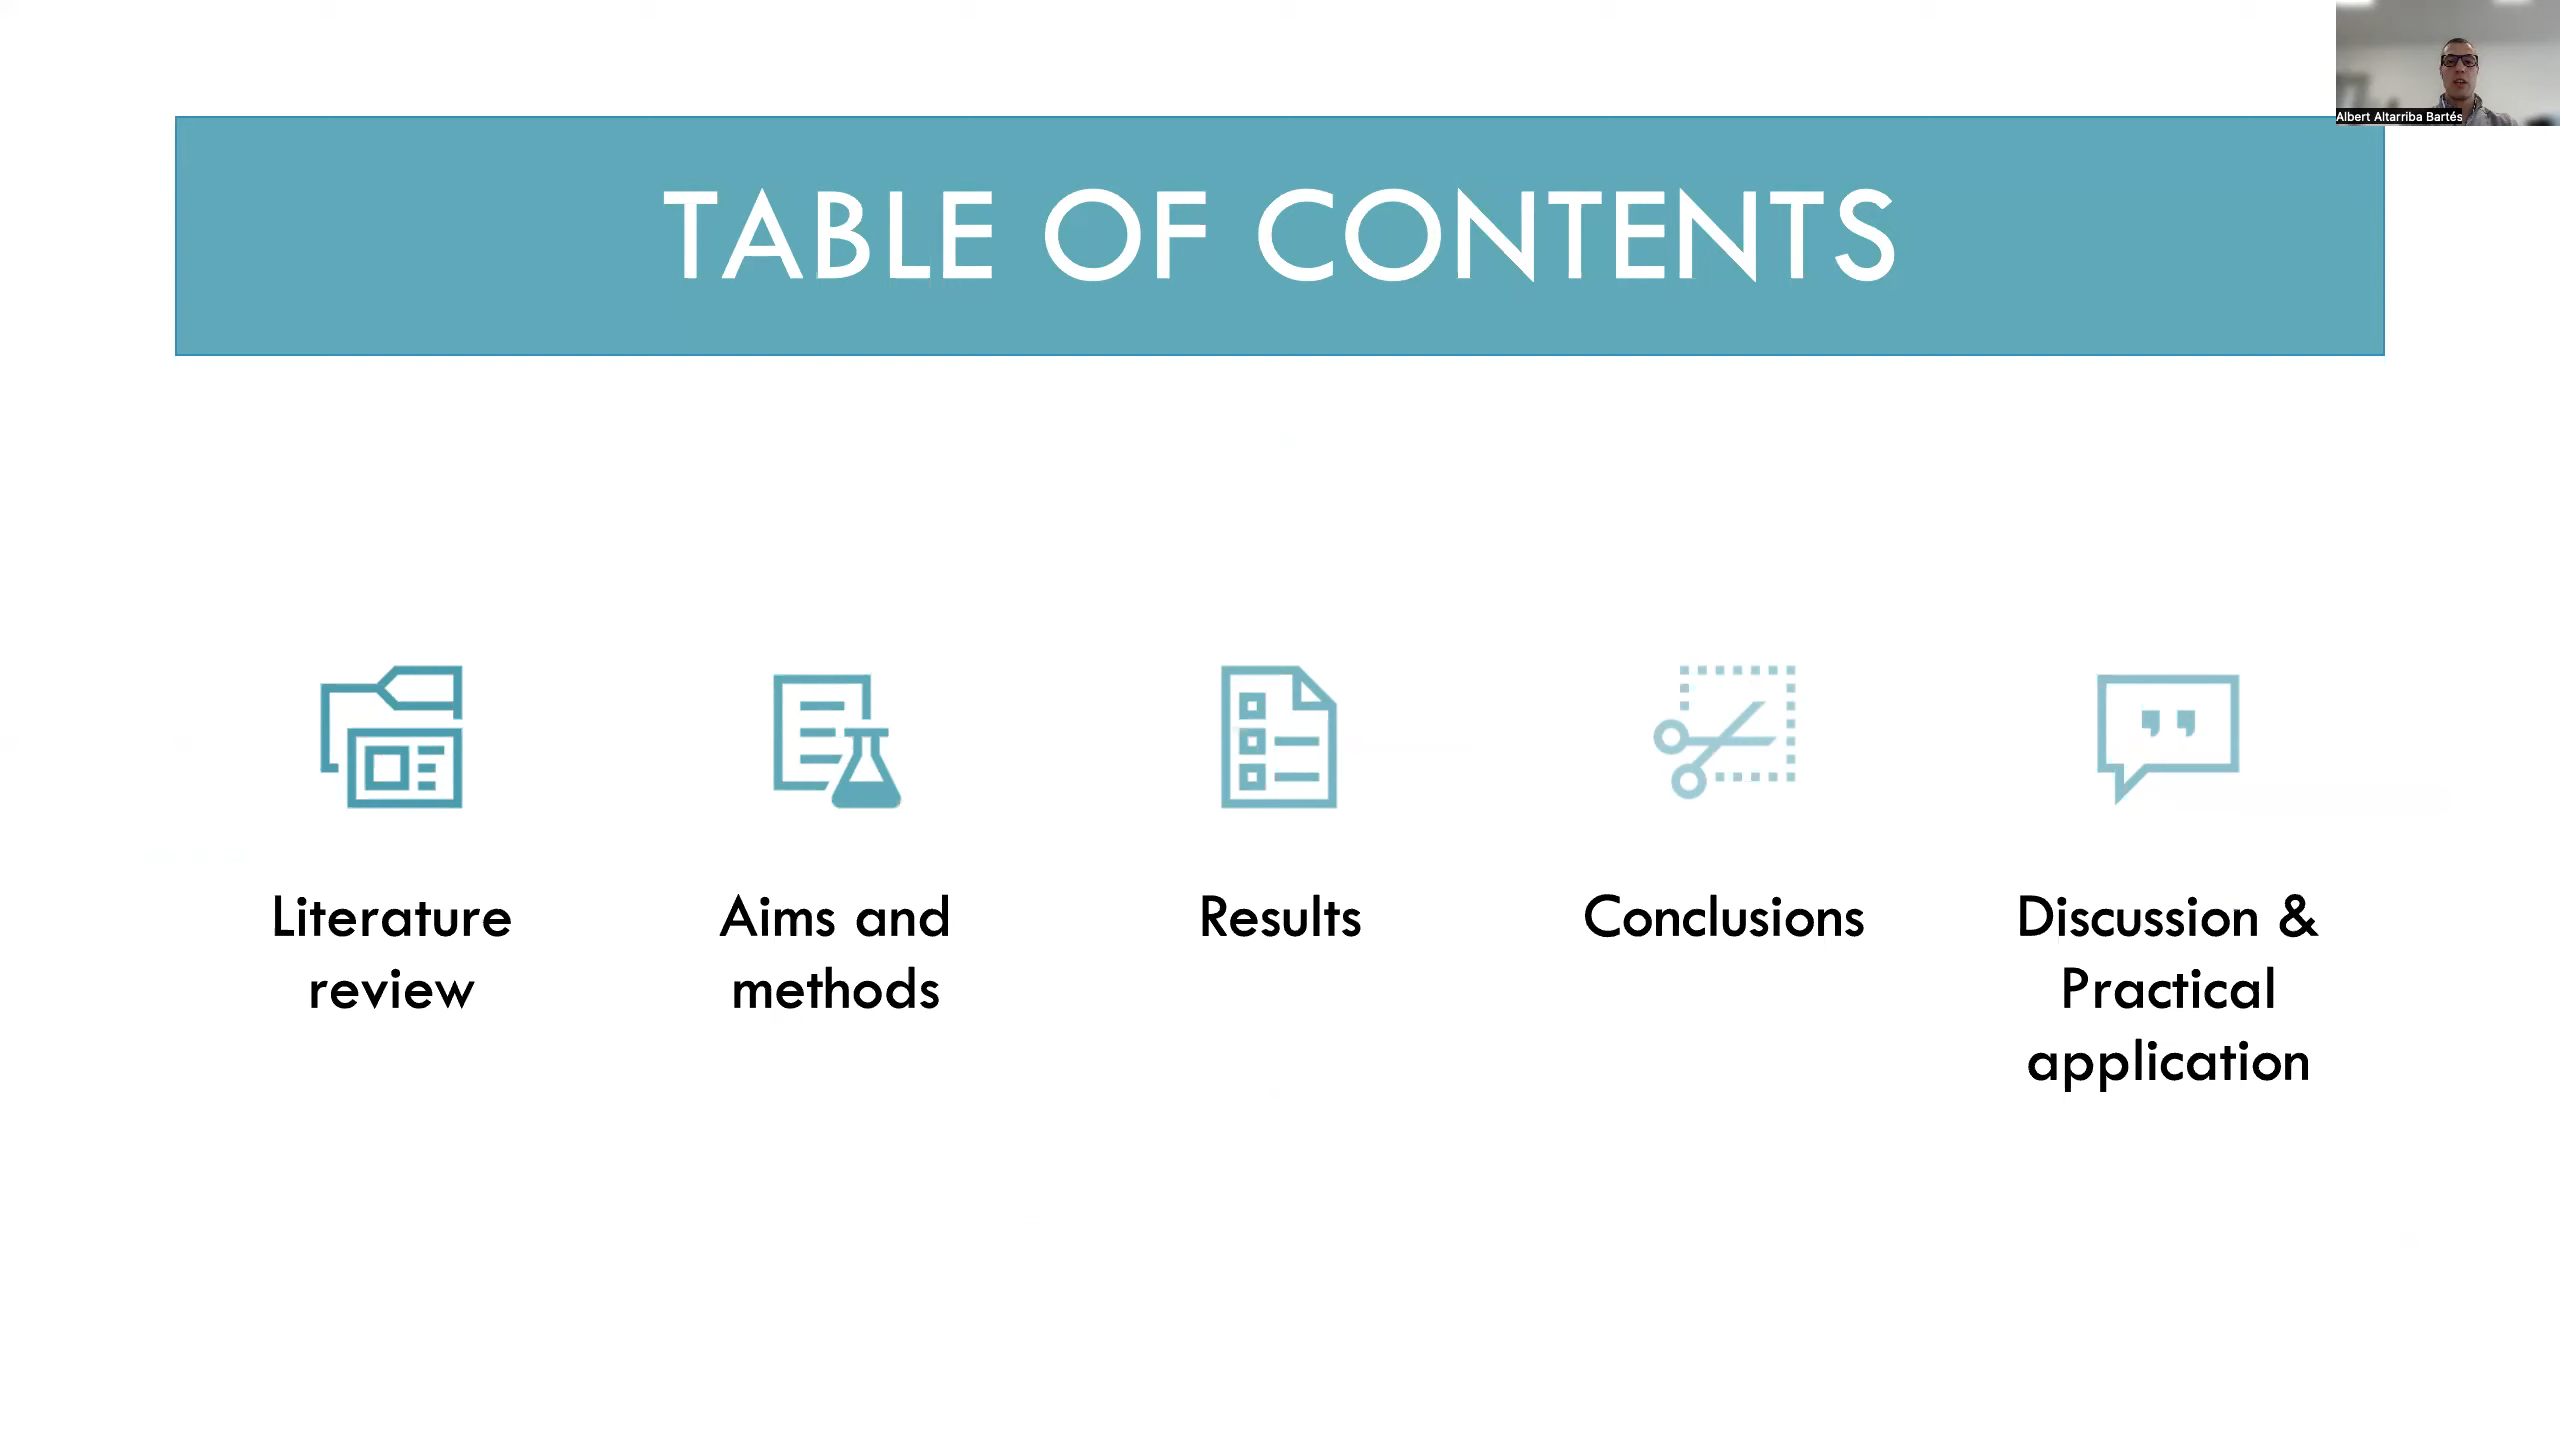 Albert Altarriba Bartés
TABLE OF CONTENTS
Literature
review
Aims and
methods
Results
Conclusions
Discussion &
Practical
application